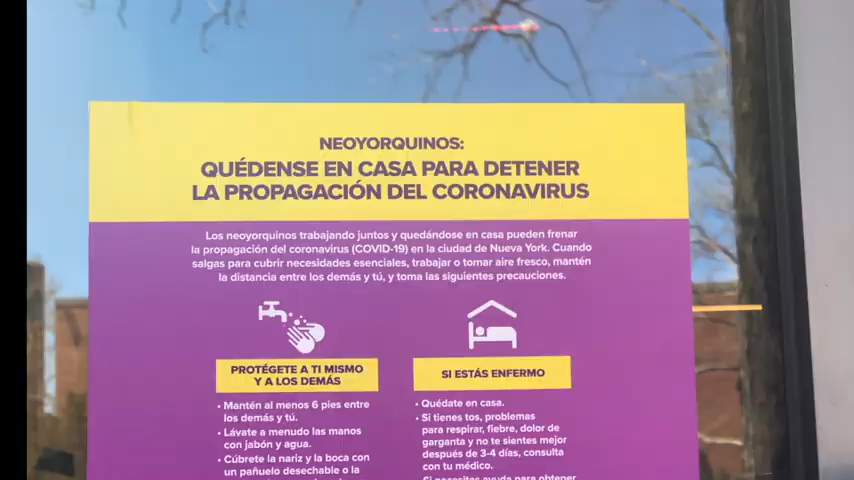 NEOYORQUINOS:
QUÉDENSE EN CASA PARA DETENER
LA PROPAGACIÓN DEL CORONAVIRUS
Los neoyorquinos trabajando juntos y quedándose en casa pueden frenar
la propagación del coronavirus (COVID-19) en la ciudad de Nueva York. Cuando
salgas para cubrir necesidades esenciales, trabajar o tomar aire fresco, mantén
la distancia entre los demás y tú, y toma las siguientes precauciones.
PROTÉGETE A TI MISMO
Y A LOS DEMÁS
• Mantén al menos 6 pies entre
los demás y tú.
• Lávate a menudo las manos
con jabón y agua.
• Cúbrete la nariz y la boca con
un pañuelo desechable o la
SI ESTÁS ENFERMO
• Quédate en casa.
• Si tienes tos, problemas
para respirar, fiebre, dolor de
garganta y no te sientes mejor
después de 3-4 días, consulta
con tu médico.
• Si necesitas ayuda para obtener